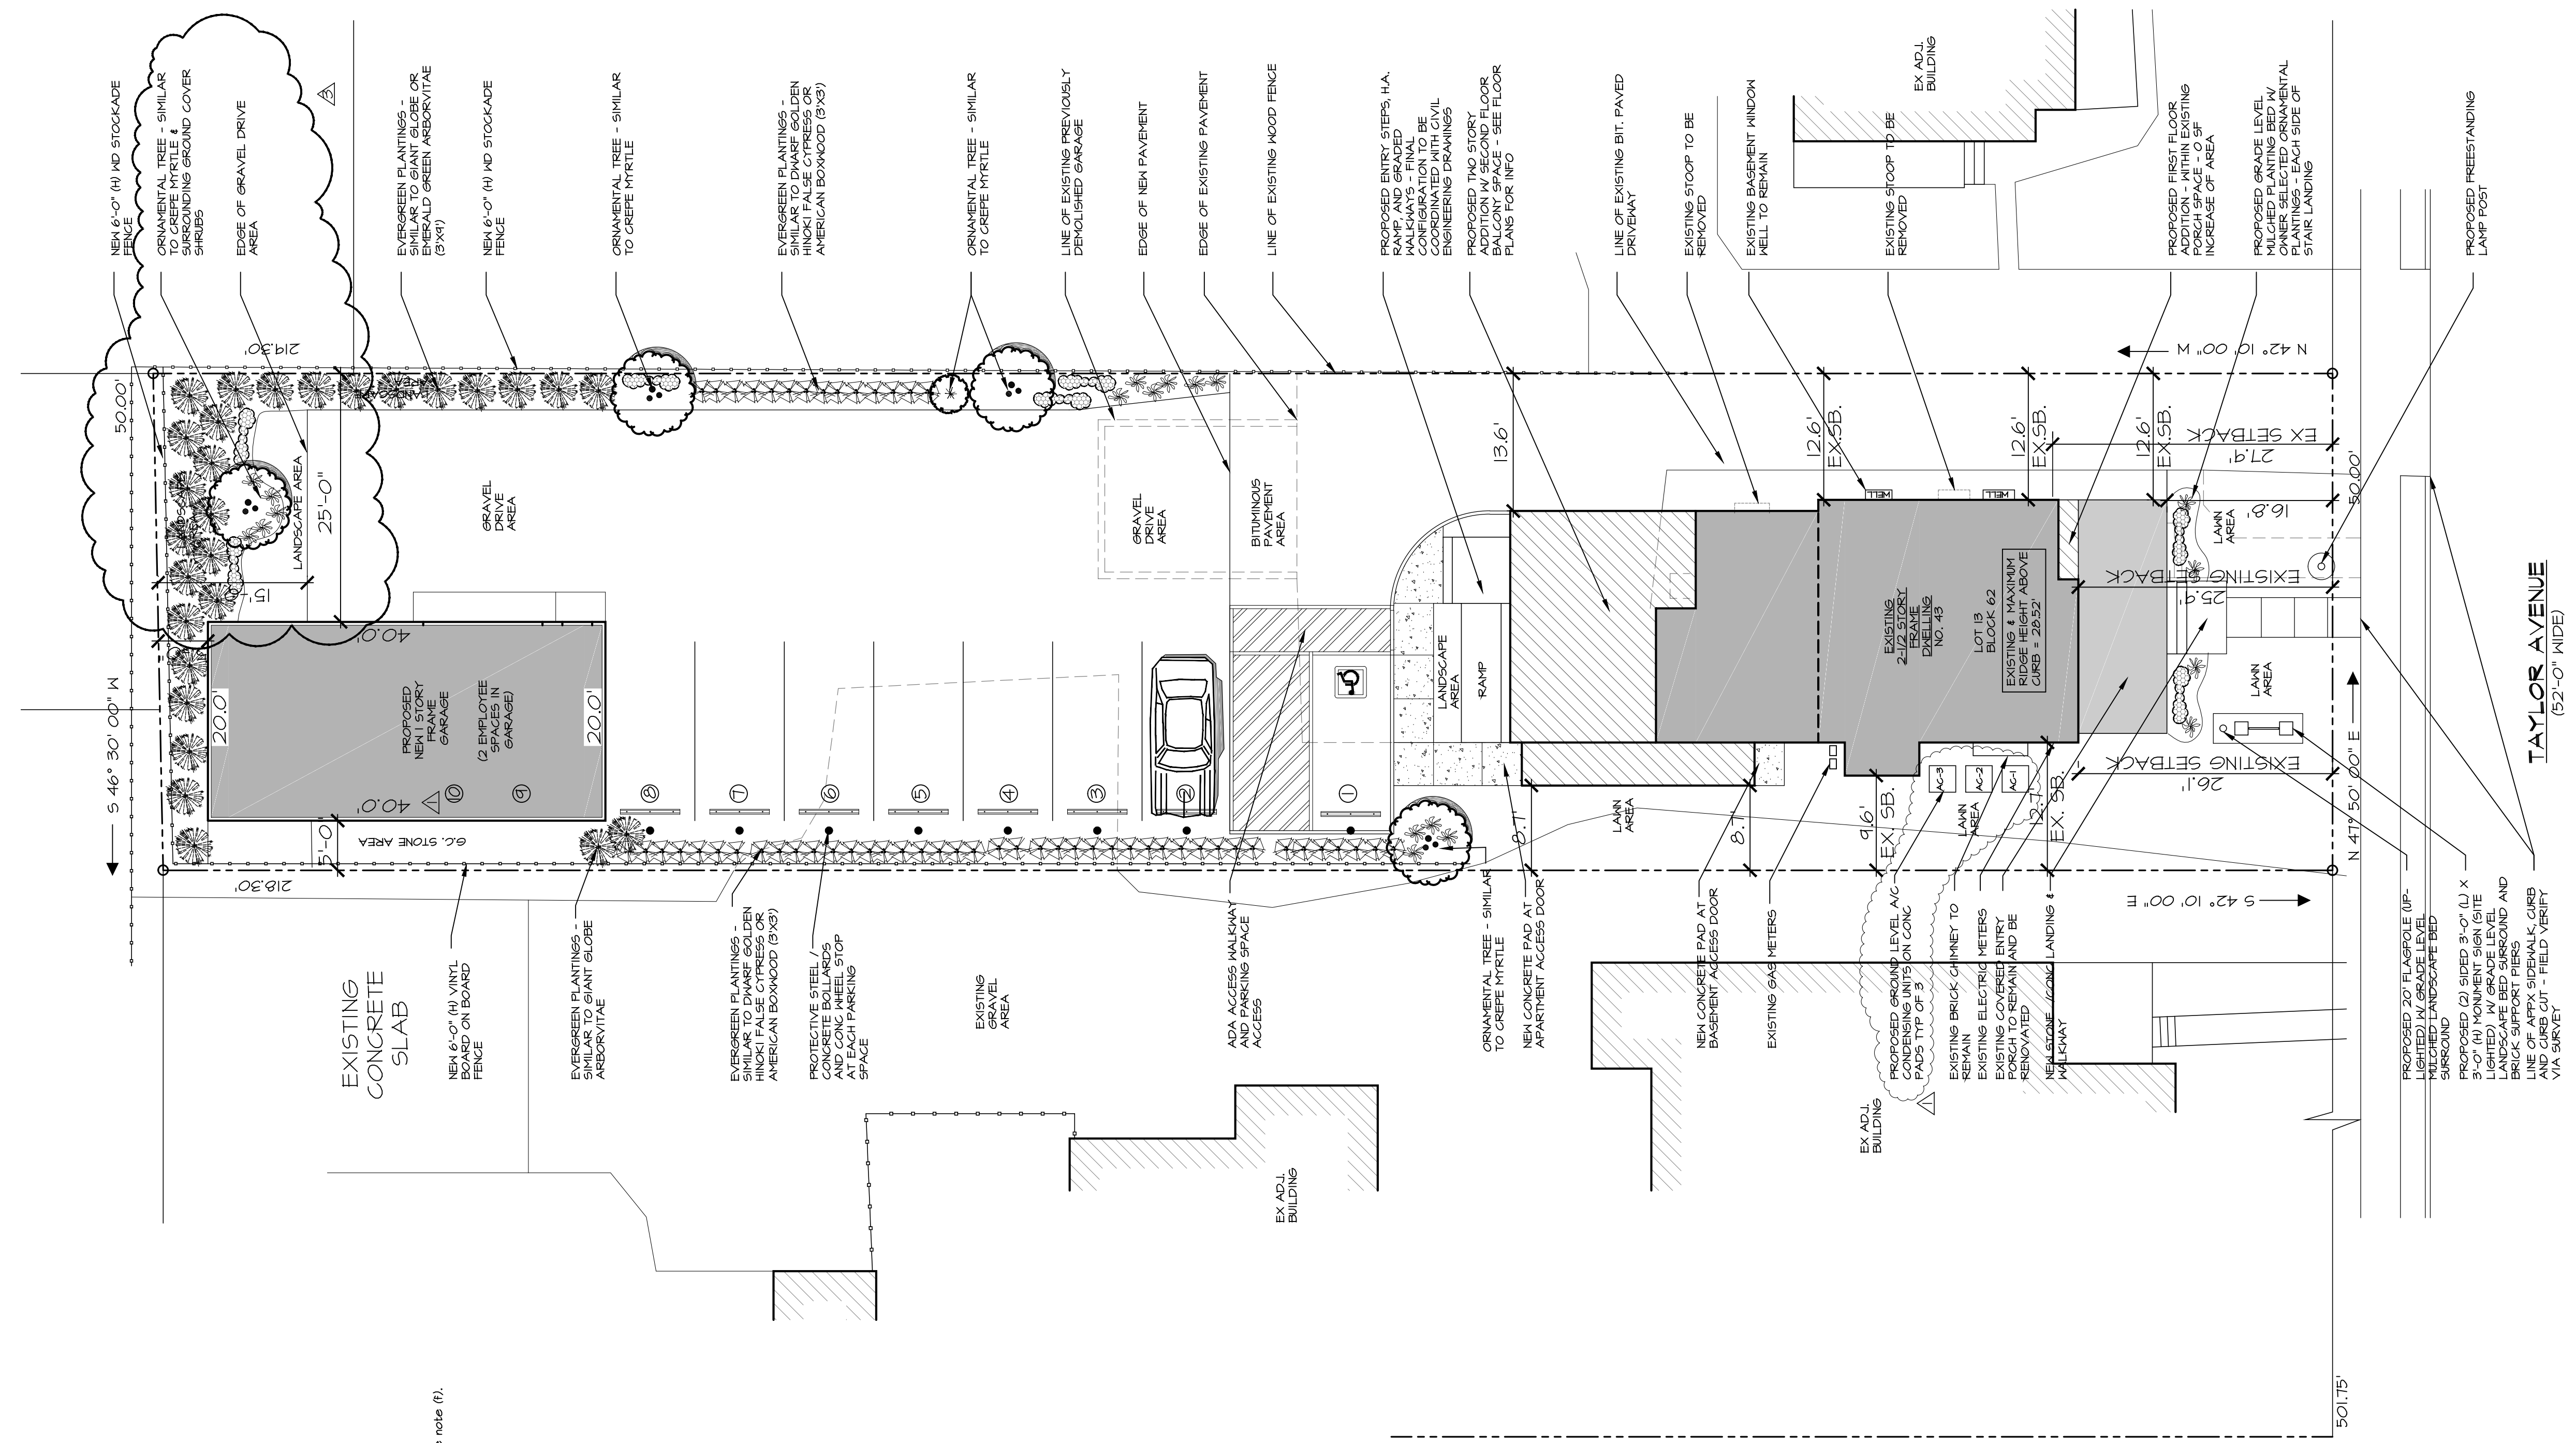 NEW 6'-0" (H) WD STOCKADE
FENCE
ORNAMENTAL TREE - SIMILAR
TO CREPE MYRTLE &
SURROUNDING GROUND COVER
SHRUBS
EDGE OF GRAVEL DRIVE
AREA
3
EVERGREEN PLANTINGS -
SIMILAR TO GIANT GLOBE OR
EMERALD GREEN ARBORVITAE
(3'X9')
NEW 6'-0" (H) WD STOCKADE
FENCE
ORNAMENTAL TREE - SIMILAR
TO CREPE MYRTLE
EVERGREEN PLANTINGS -
SIMILAR TO DWARF GOLDEN
HINOKI FALSE CYPRESS OR
AMERICAN BOXWOOD (3'X3')
ORNAMENTAL TREE - SIMILAR
TO CREPE MYRTLE
LINE OF EXISTING PREVIOUSLY
DEMOLISHED GARAGE
EDGE OF NEW PAVEMENT
EDGE OF EXISTING PAVEMENT
LINE OF EXISTING WOOD FENCE
PROPOSED ENTRY STEPS, H.A.
RAMP, AND GRADED
WALKWAYS - FINAL
CONFIGURATION TO BE
COORDINATED WITH CIVIL
ENGINEERING DRAWINGS
PROPOSED TWO STORY
ADDITION W/ SECOND FLOOR
BALCONY SPACE - SEE FLOOR
PLANS FOR INFO
LINE OF EXISTING BIT. PAVED
DRIVEWAY
EXISTING STOOP TO BE
REMOVED
EXISTING BASEMENT WINDOW
WELL TO REMAIN
EXISTING STOOP TO BE
REMOVED
EX ADJ.
BUILDING
PROPOSED FIRST FLOOR
ADDITION - WITHIN EXISTING
PORCH SPACE - 0 SF
INCREASE OF AREA
PROPOSED GRADE LEVEL
MULCHED PLANTING BED W/
OWNER SELECTED ORNAMENTAL
PLANTINGS - EACH SIDE OF
STAIR LANDING
PROPOSED FREESTANDING
LAMP POST
219.30'
50.00'
N 42° 10' 00" W
LANDSCAPE AREA
25'-0"
15'-0"
GRAVEL
DRIVE
AREA
GRAVEL
DRIVE
AREA
BITUMINOUS
PAVEMENT
AREA
13.6'
12.6'
EX.SB.
12.6'
EX.SB.
12.6'
EX.SB.
EX SETBACK
27.9'
50.00'
16.8'
LAWN
AREA
WELL
WELL
EXISTING SETBACK
25.9'
S 46° 30' 00" W
40.0'
20.0'
PROPOSED
NEW 1 STORY
FRAME
GARAGE
(2 EMPLOYEE
SPACES IN
GARAGE)
20.0'
40.0'
1
10
9
8
7
6
5
4
3
2
1
LANDSCAPE
AREA
RAMP
EXISTING
2-1/2 STORY
FRAME
DWELLING
NO. 43
LOT 13
BLOCK 62
EXISTING & MAXIMUM
RIDGE HEIGHT ABOVE
CURB = 28.52'
LAWN
AREA
EXISTING SETBACK
26.1'
TAYLOR AVENUE
(52'-0" WIDE)
5'-0"
G.C. STONE AREA
218.30'
8.1'
LAWN
AREA
8.7'
9.6'
EX. SB.
AC-3
AC-2
AC-1
LAWN
AREA
12.7'
EX. SB.
N 47° 50' 00" E
S 42° 10' 00" E
EXISTING
CONCRETE
SLAB
NEW 6'-0" (H) VINYL
BOARD ON BOARD
FENCE
EVERGREEN PLANTINGS -
SIMILAR TO GIANT GLOBE
ARBORVITAE
EVERGREEN PLANTINGS -
SIMILAR TO DWARF GOLDEN
HINOKI FALSE CYPRESS OR
AMERICAN BOXWOOD (3'X3')
PROTECTIVE STEEL /
CONCRETE BOLLARDS
AND CONC WHEEL STOP
AT EACH PARKING
SPACE
EXISTING
GRAVEL
AREA
ADA ACCESS WALKWAY
AND PARKING SPACE
ACCESS
ORNAMENTAL TREE - SIMILAR
TO CREPE MYRTLE
NEW CONCRETE PAD AT
APARTMENT ACCESS DOOR
NEW CONCRETE PAD AT
BASEMENT ACCESS DOOR
EXISTING GAS METERS
PROPOSED GROUND LEVEL A/C
CONDENSING UNITS ON CONC
PADS TYP OF 3
EXISTING BRICK CHIMNEY TO
REMAIN
EXISTING ELECTRIC METERS
EXISTING COVERED ENTRY
PORCH TO REMAIN AND BE
RENOVATED
NEW STONE /CONC LANDING &
WALKWAY
PROPOSED 20' FLAGPOLE (UP-
LIGHTED) W/ GRADE LEVEL
MULCHED LANDSCAPE BED
SURROUND
PROPOSED (2) SIDED 3'-0" (L) X
3'-0" (H) MONUMENT SIGN (SITE
LIGHTED) W/ GRADE LEVEL
LANDSCAPE BED SURROUND AND
BRICK SUPPORT PIERS
LINE OF APPX SIDEWALK, CURB
AND CURB CUT - FIELD VERIFY
VIA SURVEY
EX ADJ.
BUILDING
1
EX ADJ.
BUILDING
note (f).
501.75'